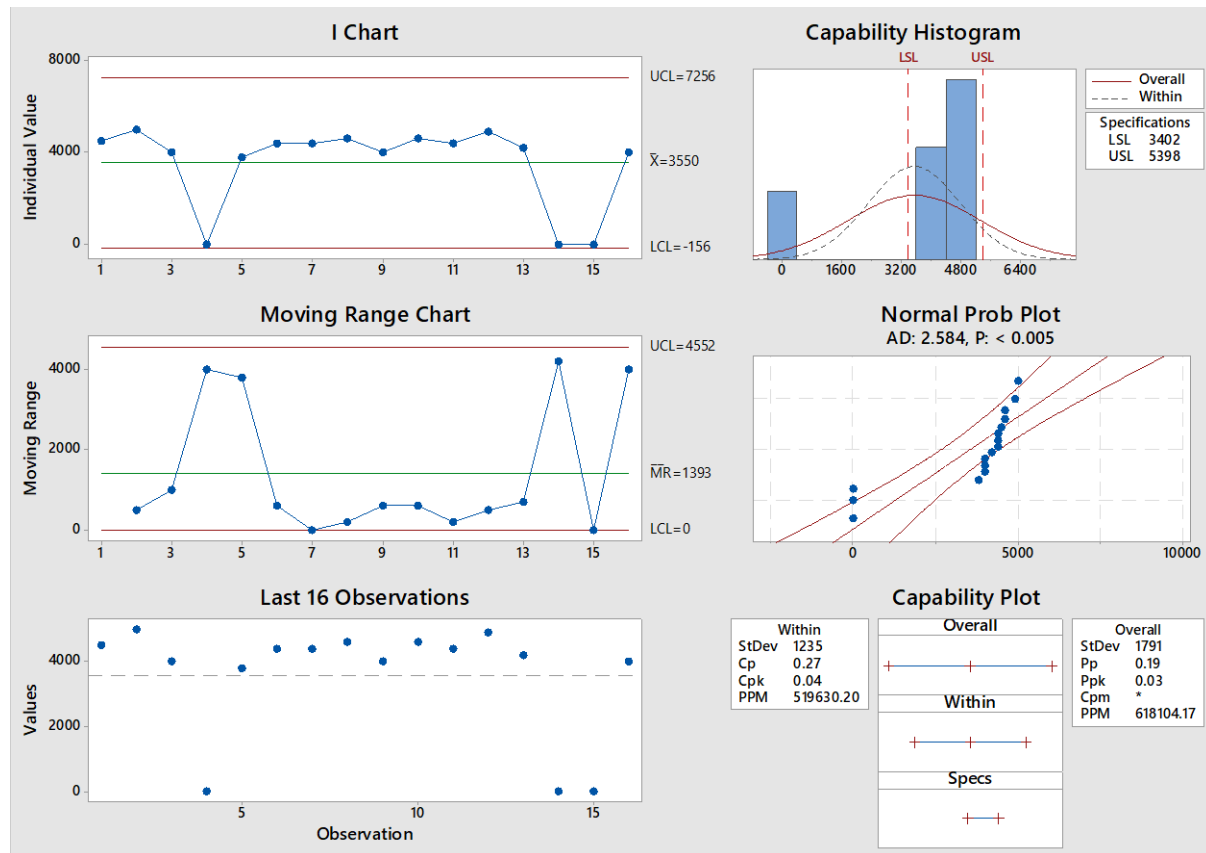 I Chart
8000
4000
0
Individual Value
1 3 5 7 9 11 13 15
UCL=7256
X̄=3550
LCL=-156
Capability Histogram
LSL USL
0 1600 3200 4800 6400
Overall
Within
Specifications
LSL 3402
USL 5398
Moving Range Chart
4000
2000
0
Moving Range
1 3 5 7 9 11 13 15
UCL=4552
M̅R̅=1393
LCL=0
Normal Prob Plot
AD: 2.584, P: < 0.005
0 5000 10000
Last 16 Observations
4000
2000
0
Values
5 10 15
Observation
Capability Plot
Within
StDev 1235
Cp 0.27
Cpk 0.04
PPM 519630.20
Overall
Within
Specs
Overall
StDev 1791
Pp 0.19
Ppk 0.03
Cpm *
PPM 618104.17